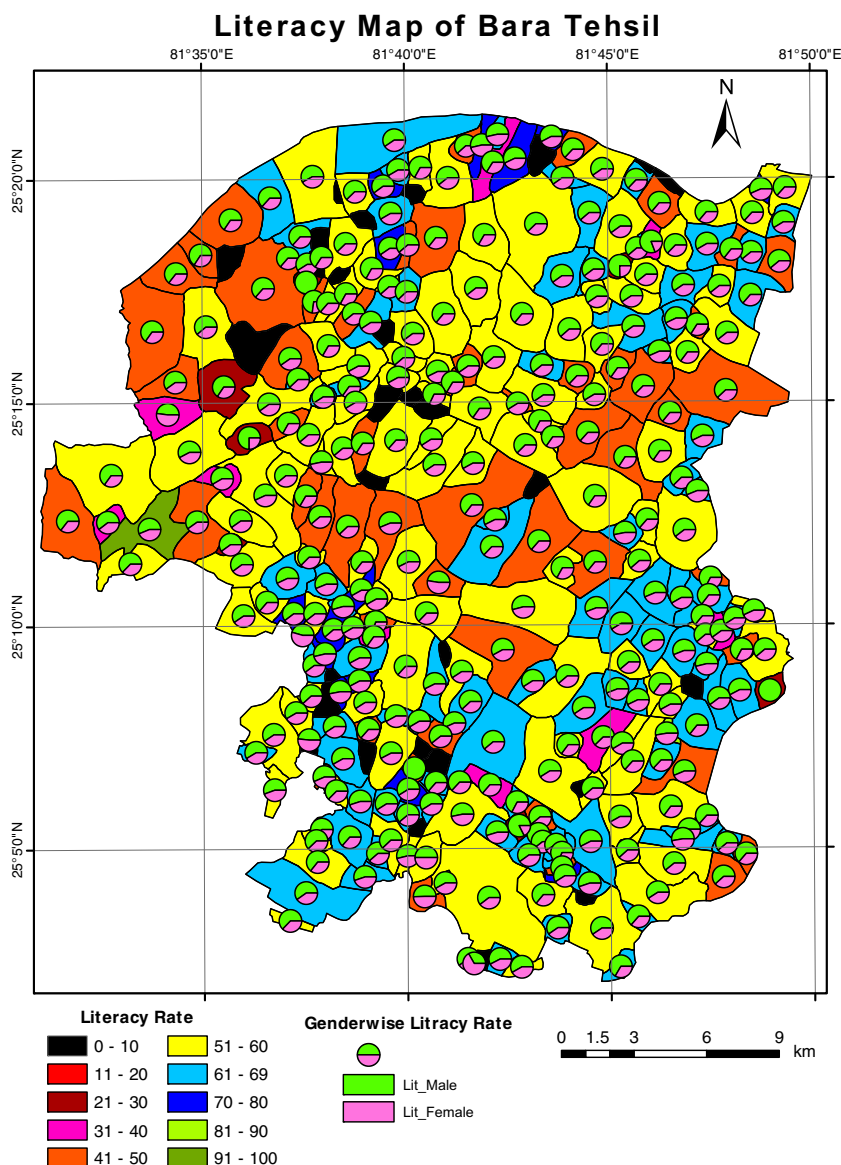 Literacy Map of Bara Tehsil
81°35'0"E 81°40'0"E 81°45'0"E 81°50'0"E
N
25°20'0"N
25°15'0"N
25°10'0"N
25°5'0"N
Literacy Rate
0 - 10
11 - 20
21 - 30
31 - 40
41 - 50
51 - 60
61 - 69
70 - 80
81 - 90
91 - 100
Genderwise Litracy Rate
Lit_Male
Lit_Female
0 1.5 3 6 9
km